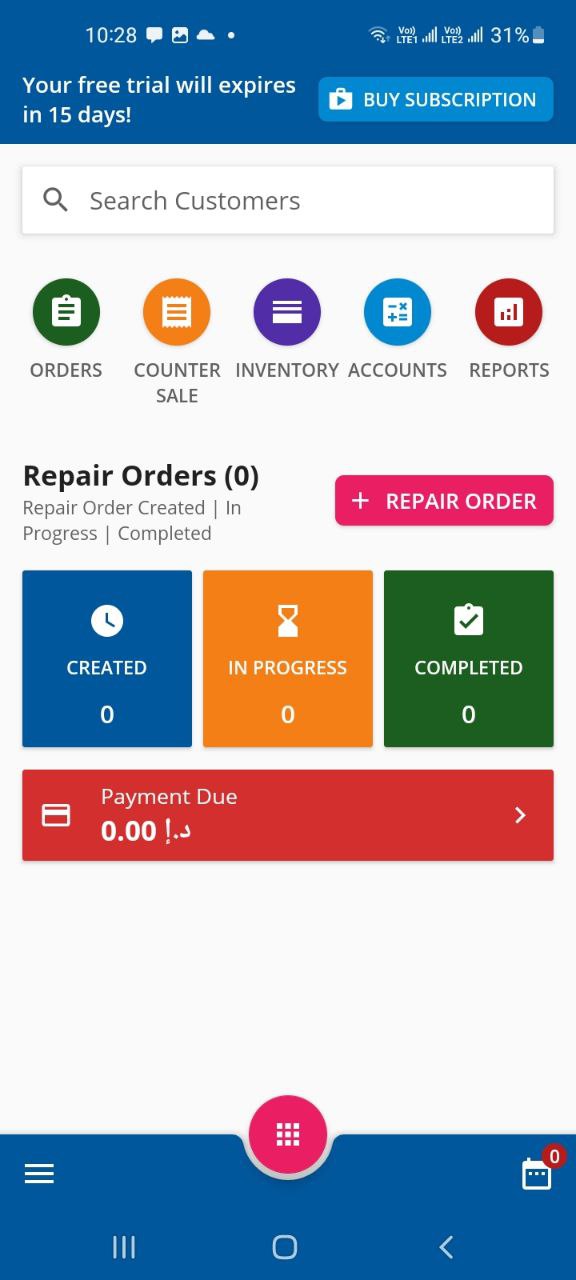 10:28
Vo)) LTE1
Vo)) LTE2
31%
Your free trial will expires
in 15 days!
BUY SUBSCRIPTION
Search Customers
ORDERS
COUNTER
SALE
INVENTORY
ACCOUNTS
REPORTS
Repair Orders (0)
Repair Order Created | In
Progress | Completed
+ REPAIR ORDER
CREATED
0
IN PROGRESS
0
COMPLETED
0
Payment Due
0.00 د.إ
0